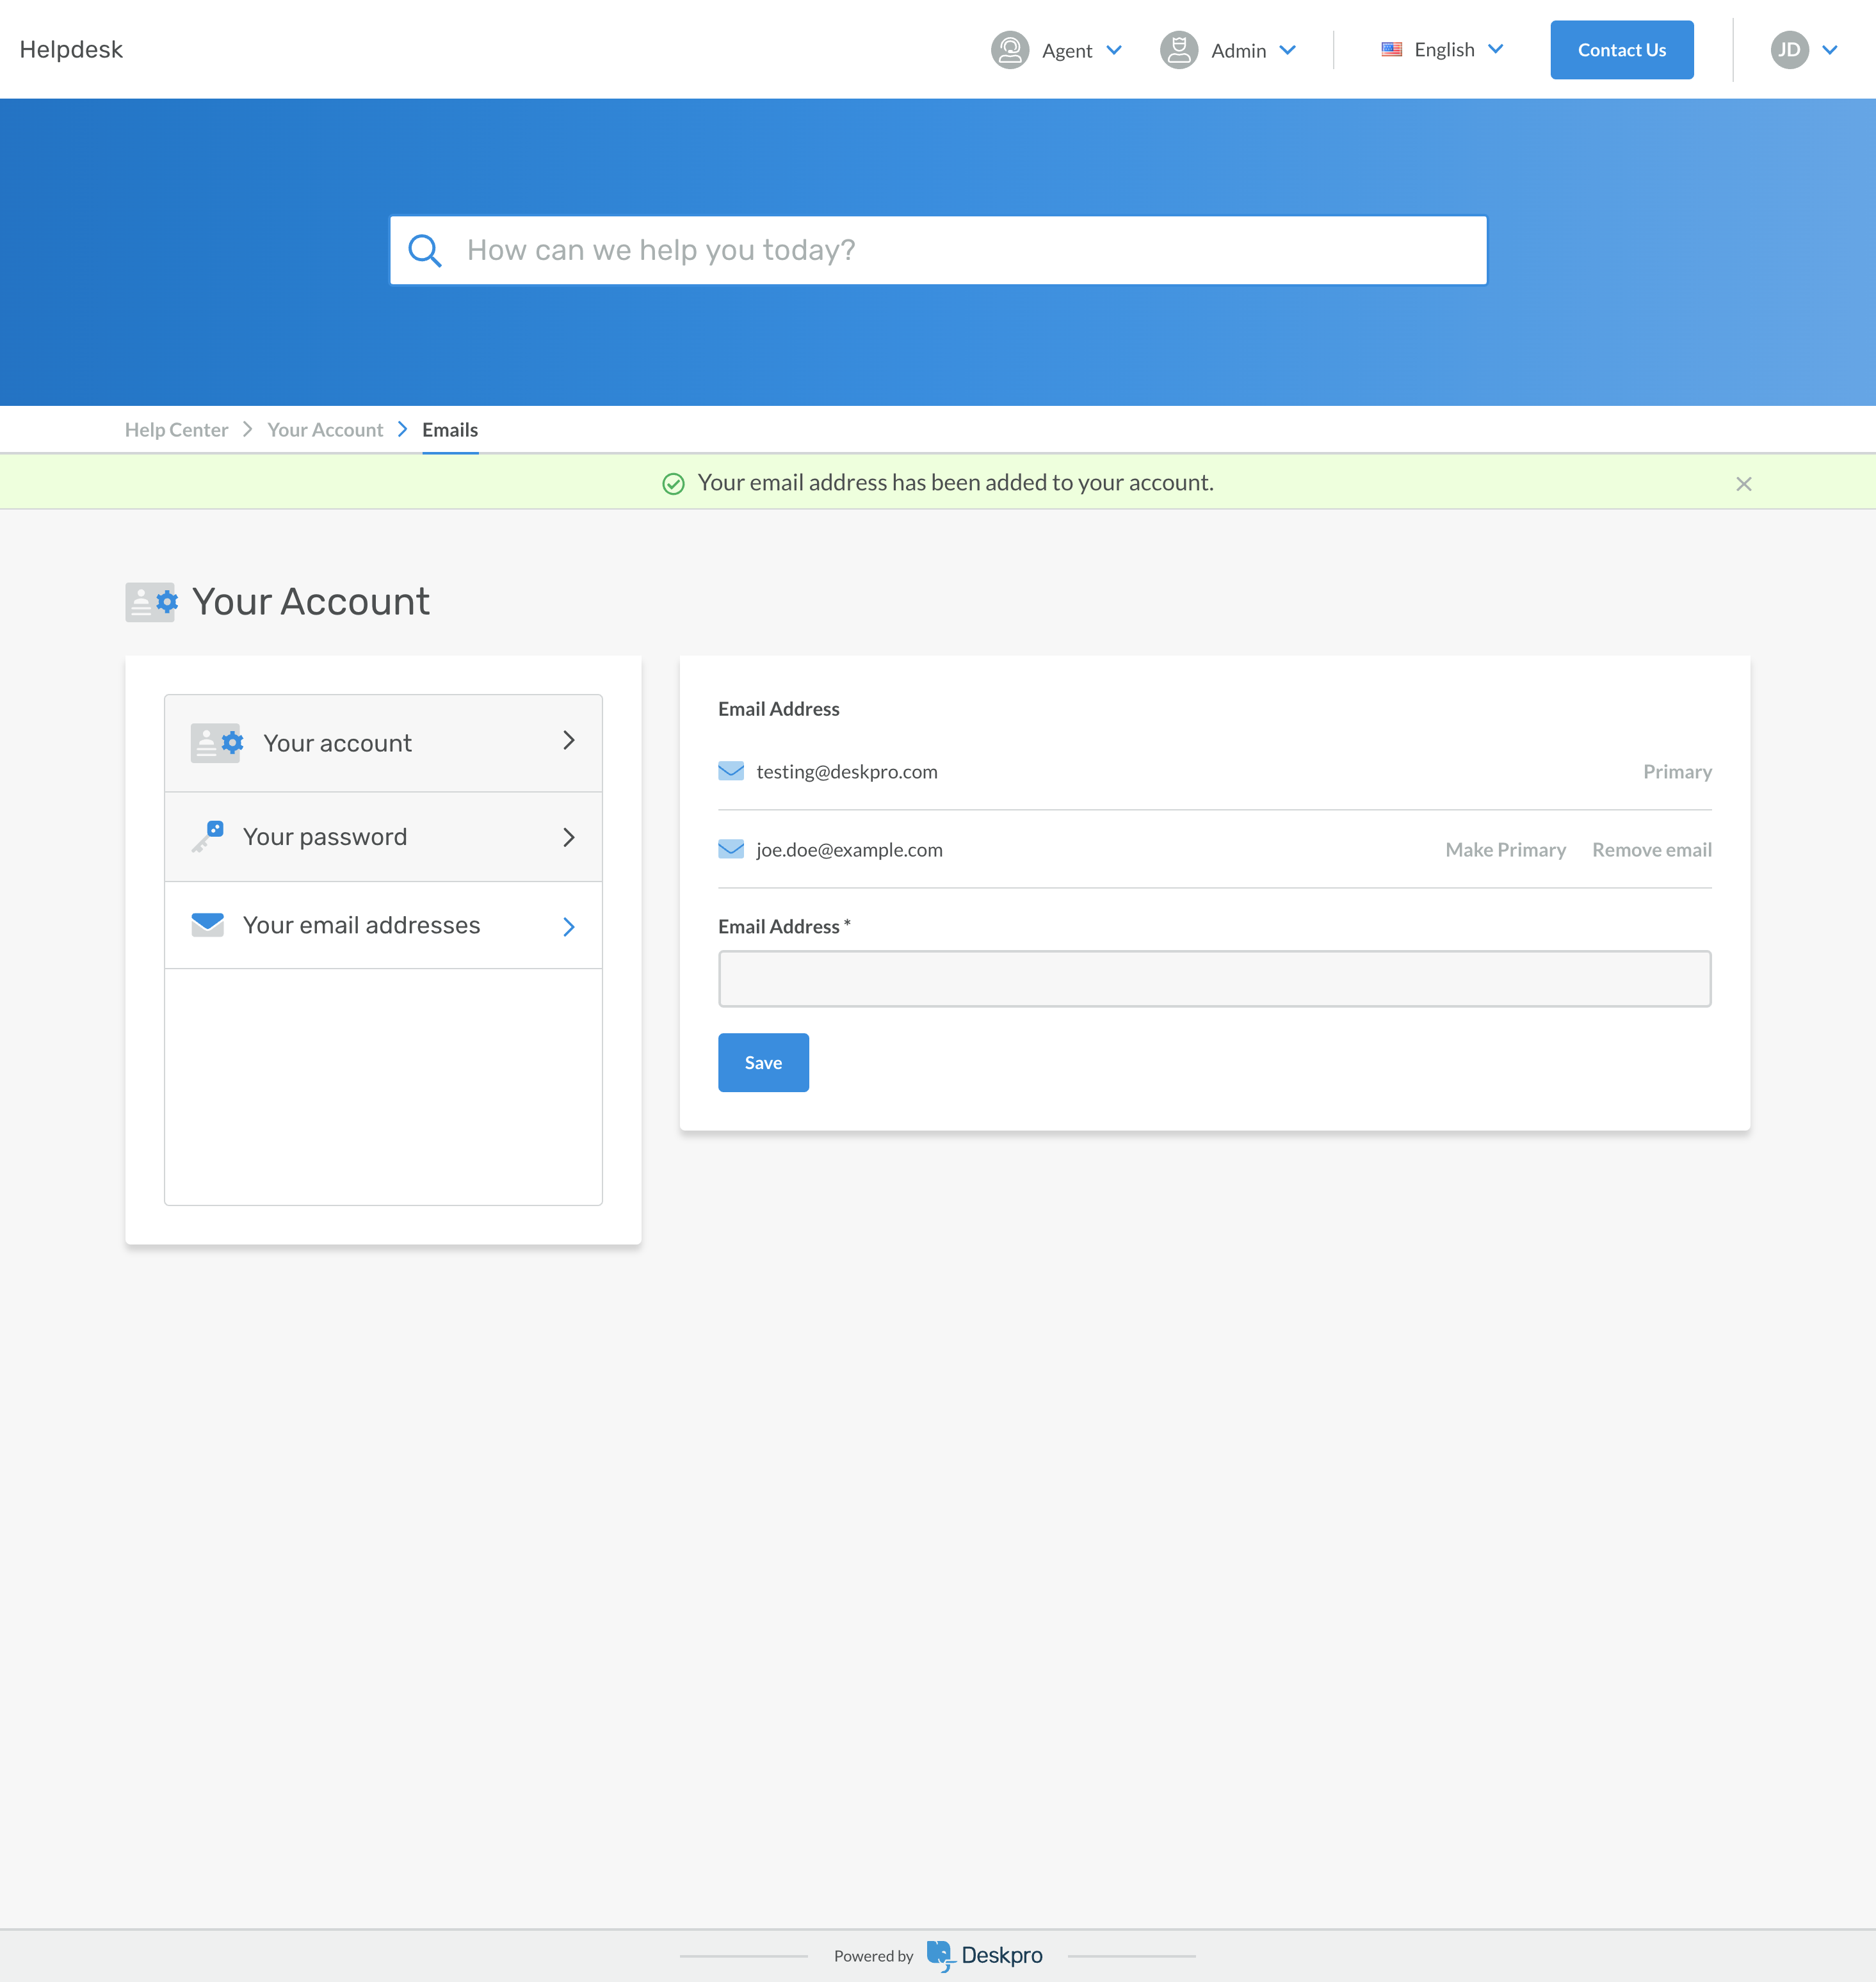 Helpdesk
Agent
Admin
English
Contact Us
JD
How can we help you today?
Help Center
Your Account
Emails
Your email address has been added to your account.
Your Account
Your account
Your password
Your email addresses
Email Address
testing@deskpro.com
Primary
joe.doe@example.com
Make Primary
Remove email
Email Address *
Save
Powered by Deskpro